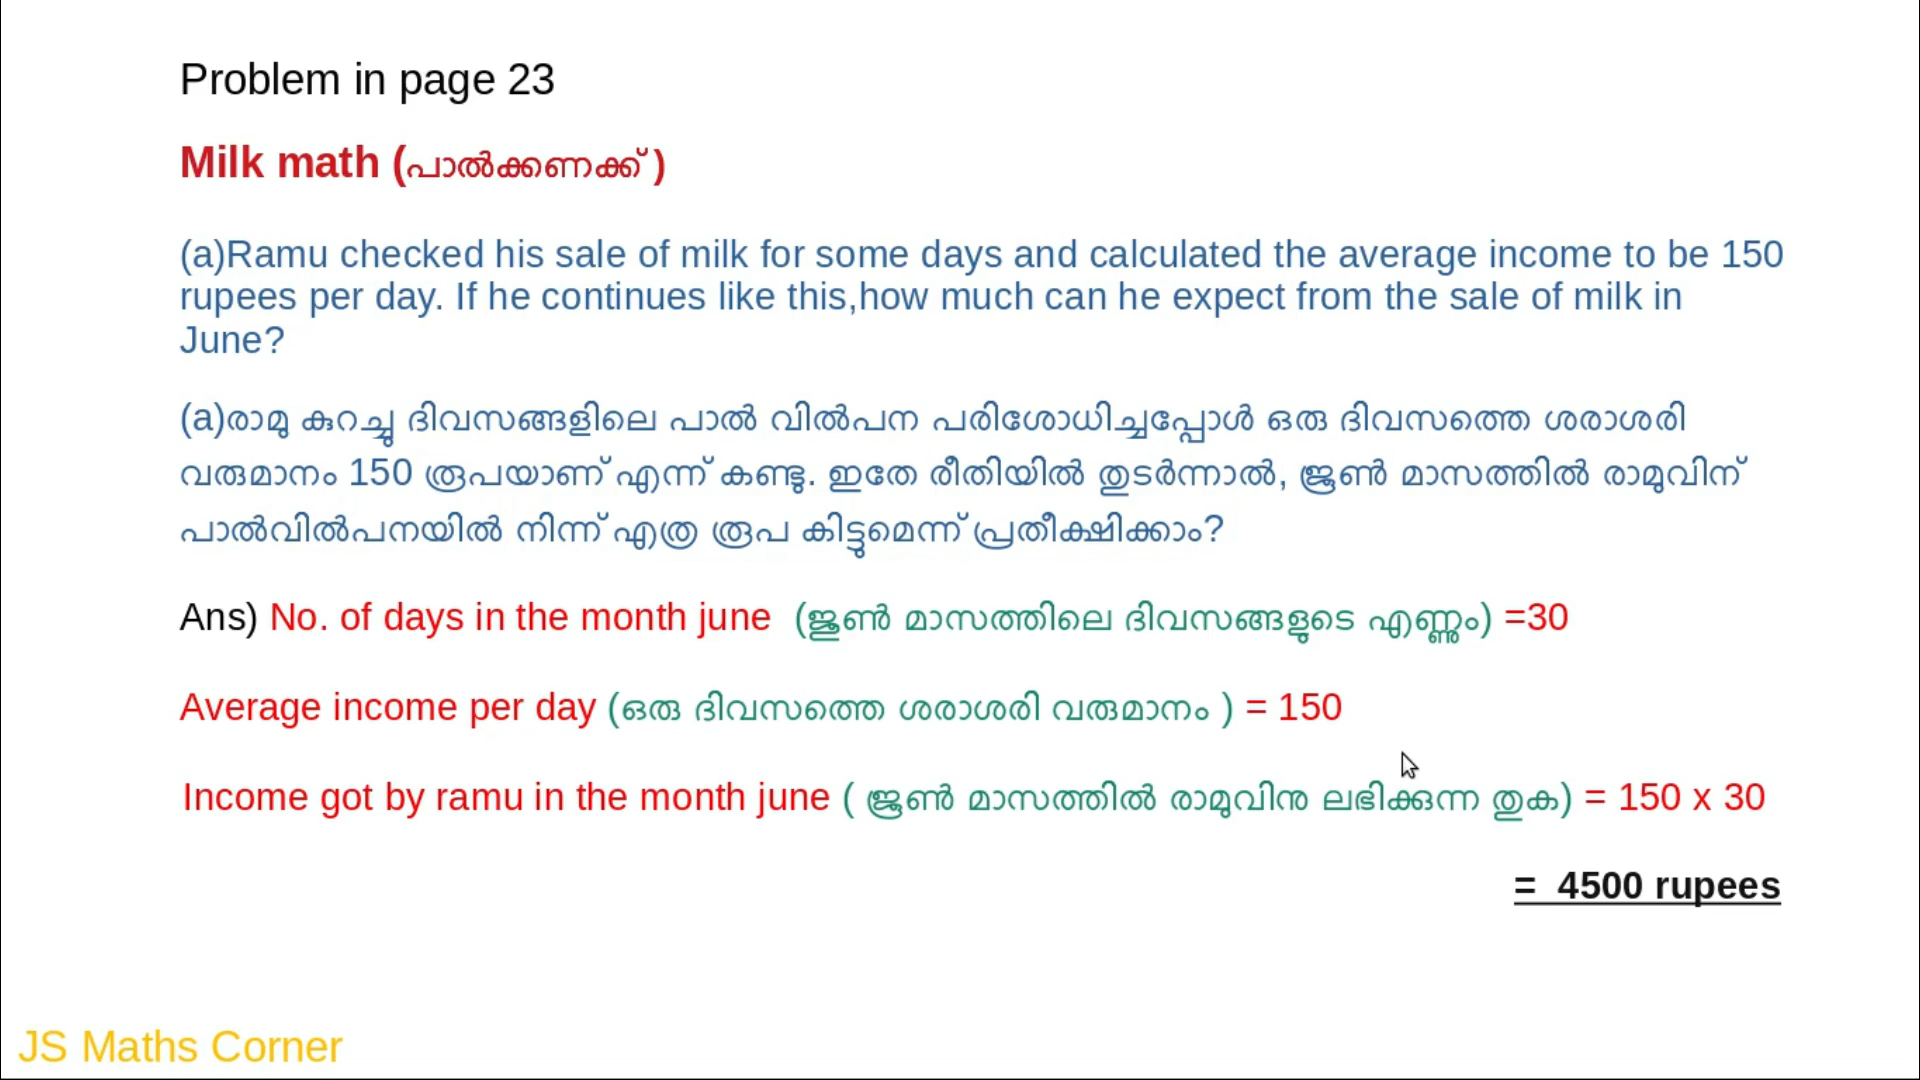 Problem in page 23
Milk math (പാൽക്കണക്ക് )
(a)Ramu checked his sale of milk for some days and calculated the average income to be 150
rupees per day. If he continues like this,how much can he expect from the sale of milk in
June?
(a)രാമു കുറച്ചു ദിവസങ്ങളിലെ പാൽ വിൽപന പരിശോധിച്ചപ്പോൾ ഒരു ദിവസത്തെ ശരാശരി
വരുമാനം 150 രൂപയാണ് എന്ന് കണ്ടു. ഇതേ രീതിയിൽ തുടർന്നാൽ, ജൂൺ മാസത്തിൽ രാമുവിന്
പാൽവിൽപനയിൽ നിന്ന് എത്ര രൂപ കിട്ടുമെന്ന് പ്രതീക്ഷിക്കാം?
Ans) No. of days in the month june (ജൂൺ മാസത്തിലെ ദിവസങ്ങളുടെ എണ്ണം) =30
Average income per day (ഒരു ദിവസത്തെ ശരാശരി വരുമാനം ) = 150
Income got by ramu in the month june ( ജൂൺ മാസത്തിൽ രാമുവിനു ലഭിക്കുന്ന തുക) = 150 x 30
= 4500 rupees
JS Maths Corner